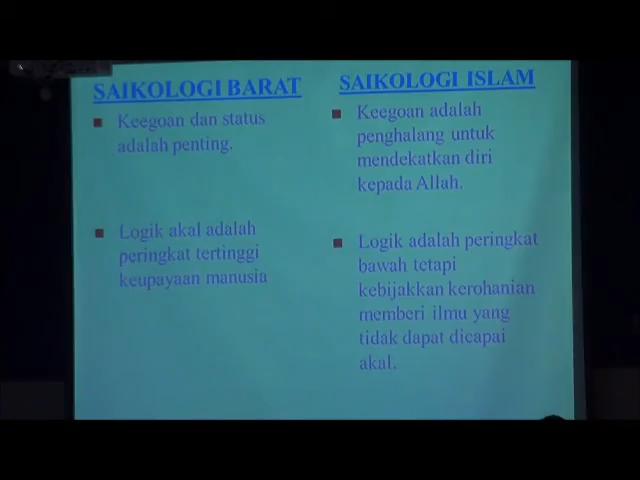 SAIKOLOGI BARAT
Keegoan dan status
adalah penting.
Logik akal adalah
peringkat tertinggi
keupayaan manusia
SAIKOLOGI ISLAM
Keegoan adalah
penghalang untuk
mendekatkan diri
kepada Allah.
Logik adalah peringkat
bawah tetapi
kebijakkan kerohanian
memberi ilmu yang
tidak dapat dicapai
akal.